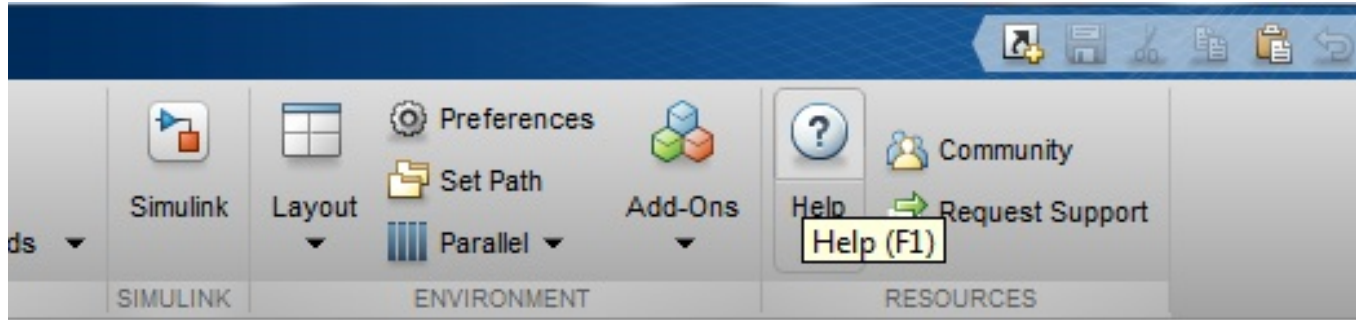 Preferences
Community
Set Path
Simulink
Layout
Add-Ons
Help
Request Support
ds
Parallel
Help (F1)
SIMULINK
ENVIRONMENT
RESOURCES